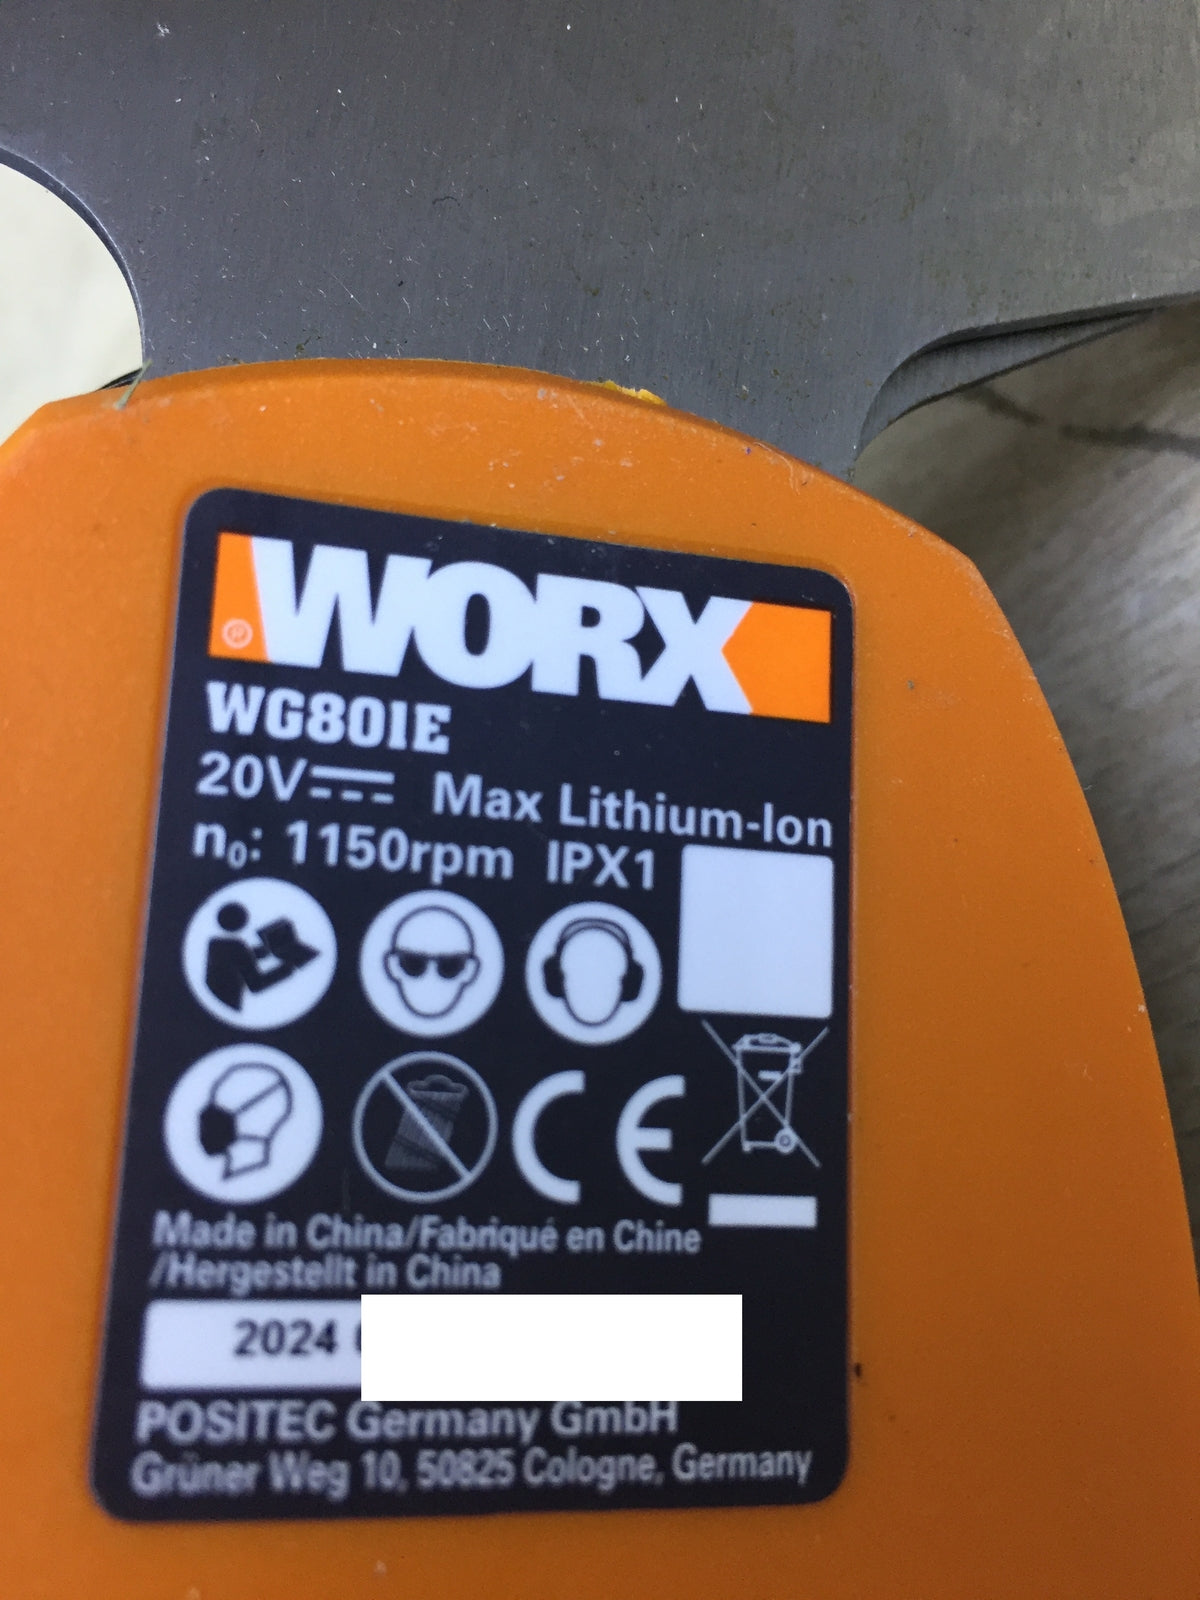 WORX
®
WG801E
20V Max Lithium-Ion
n₀: 1150rpm IPX1
Made in China/Fabriqué en Chine
/Hergestellt in China
2024
POSITEC Germany GmbH
Grüner Weg 10, 50825 Cologne, Germany